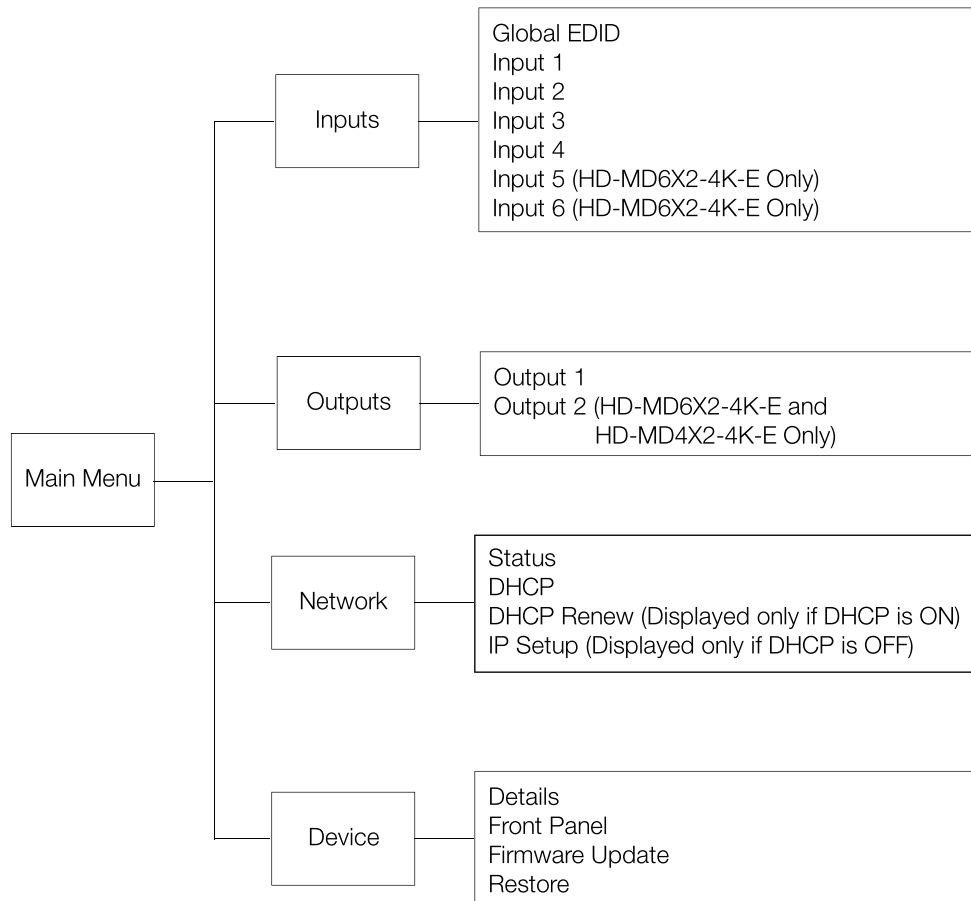 Main Menu
Inputs
Global EDID
Input 1
Input 2
Input 3
Input 4
Input 5 (HD-MD6X2-4K-E Only)
Input 6 (HD-MD6X2-4K-E Only)
Outputs
Output 1
Output 2 (HD-MD6X2-4K-E and
HD-MD4X2-4K-E Only)
Network
Status
DHCP
DHCP Renew (Displayed only if DHCP is ON)
IP Setup (Displayed only if DHCP is OFF)
Device
Details
Front Panel
Firmware Update
Restore